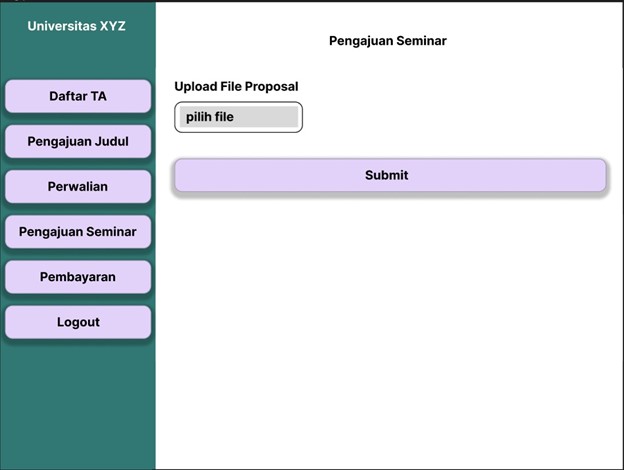 Universitas XYZ
Daftar TA
Pengajuan Judul
Perwalian
Pengajuan Seminar
Pembayaran
Logout
Pengajuan Seminar
Upload File Proposal
pilih file
Submit